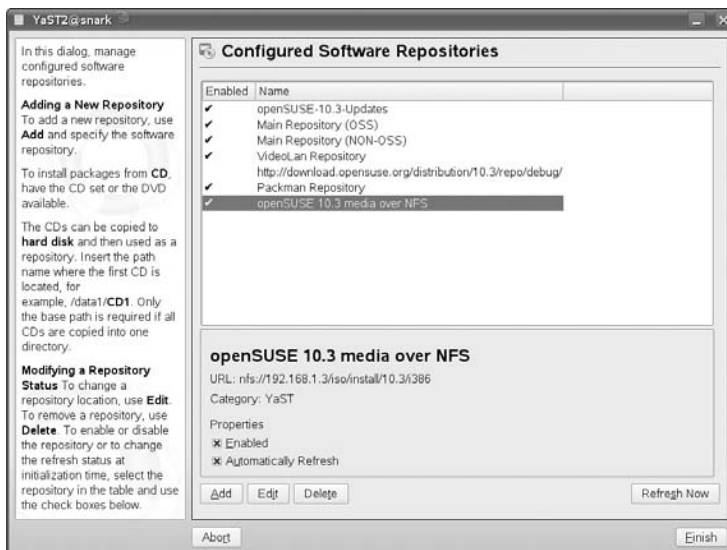 YaST2@snark
In this dialog, manage
configured software
repositories.
Adding a New Repository
To add a new repository, use
Add and specify the software
repository.
To install packages from CD,
have the CD set or the DVD
available.
The CDs can be copied to
hard disk and then used as a
repository. Insert the path
name where the first CD is
located, for
example, /data1/CD1. Only
the base path is required if all
CDs are copied into one
directory.
Modifying a Repository
Status To change a
repository location, use Edit.
To remove a repository, use
Delete. To enable or disable
the repository or to change
the refresh status at
initialization time, select the
repository in the table and use
the check boxes below.
Configured Software Repositories
Enabled Name
✔ openSUSE-10.3-Updates
✔ Main Repository (OSS)
✔ Main Repository (NON-OSS)
✔ VideoLan Repository
http://download.opensuse.org/distribution/10.3/repo/debug/
✔ Packman Repository
✔ openSUSE 10.3 media over NFS
openSUSE 10.3 media over NFS
URL: nfs://192.168.1.3/iso/install/10.3/i386
Category: YaST
Properties
Enabled
Automatically Refresh
Add Edit Delete Refresh Now
Abort Finish